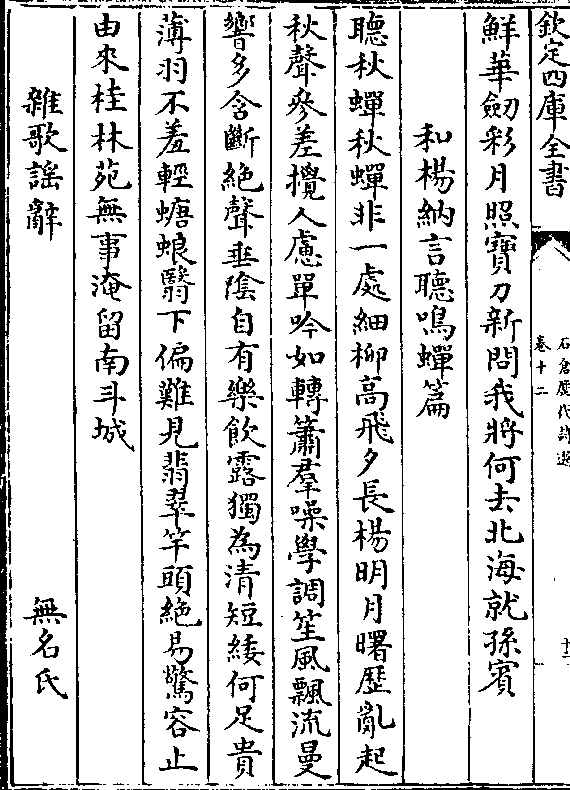 欽定四庫全書
石倉歷代詩選
卷十二
鮮華劒彩月照寶刀新問我將何去北海就孫賓
和楊納言聽鳴蟬篇
聽秋蟬秋蟬非一處細柳高飛夕長楊明月曙歷亂起
秋聲參差攪人慮單吟如轉簫羣噪學調笙風飄流曼
響多含斷絶聲垂陰自有樂飲露獨為清短緌何足貴
薄羽不羞輕螗蜋翳下偏難見翡翠竿頭絶易驚容止
由來桂林苑無事淹留南斗城
雜歌謡辭
無名氏